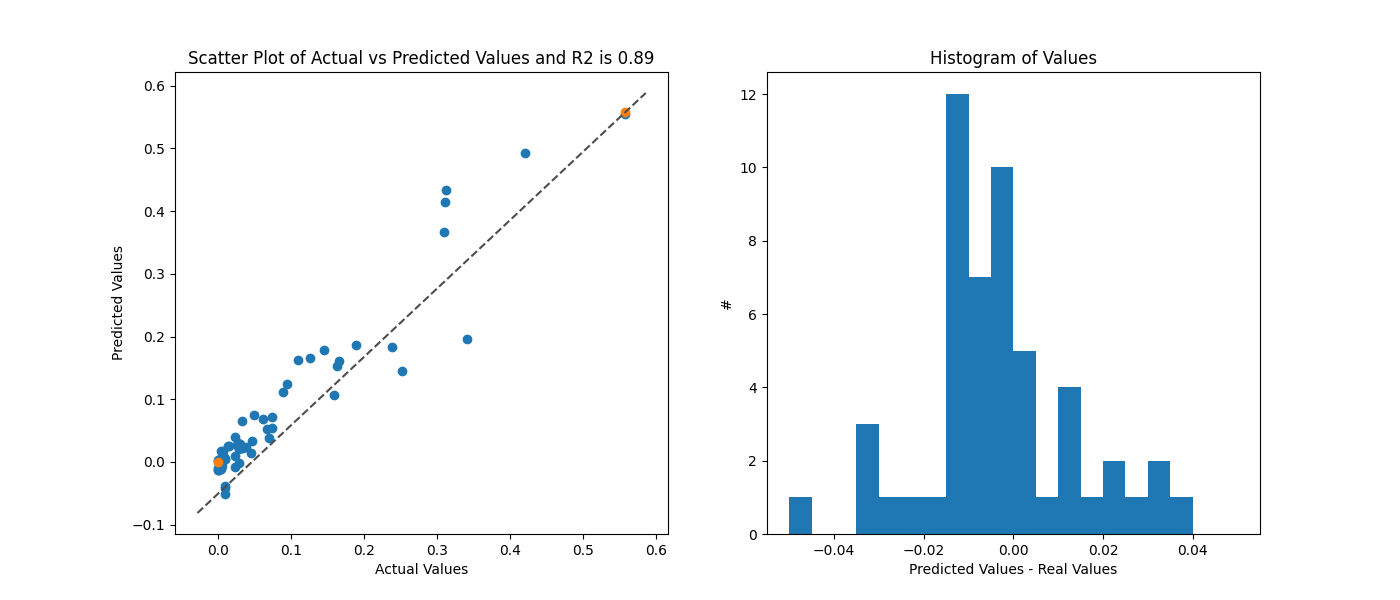 Scatter Plot of Actual vs Predicted Values and R2 is 0.89
0.6
0.5
0.4
0.3
0.2
0.1
0.0
−0.1
Predicted Values
0.0 0.1 0.2 0.3 0.4 0.5 0.6
Actual Values
Histogram of Values
12
10
8
6
4
2
0
#
−0.04 −0.02 0.00 0.02 0.04
Predicted Values - Real Values